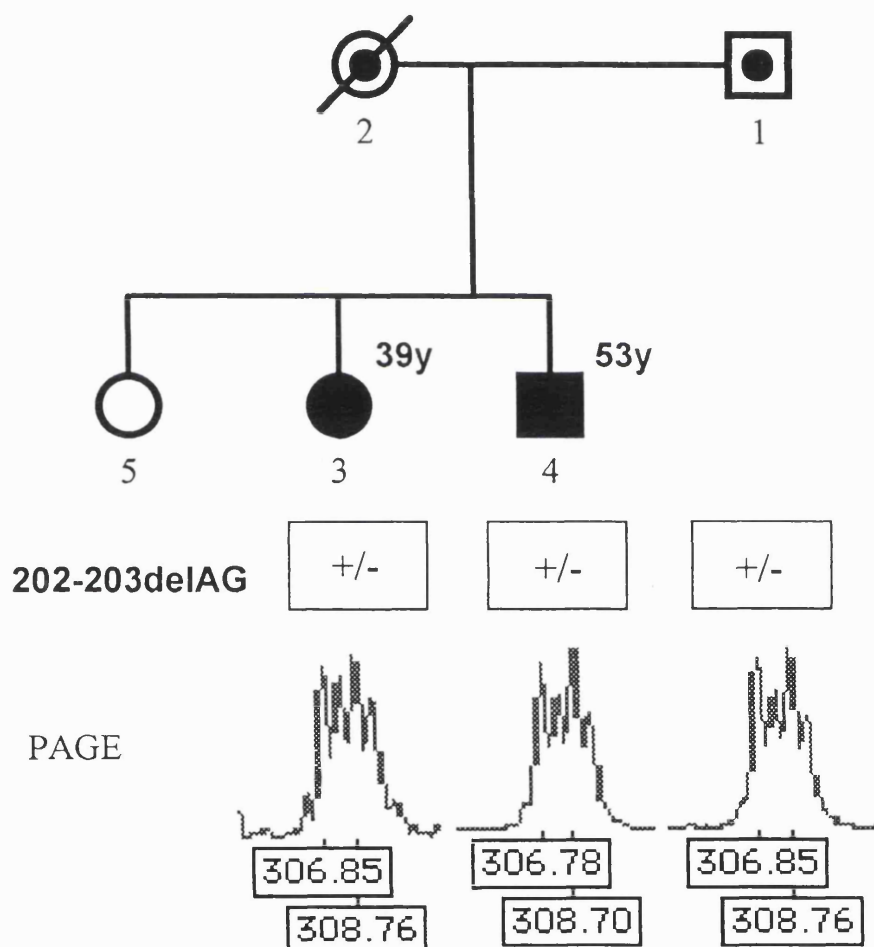 2 1
39y 53y
5 3 4
202-203delAG +/- +/- +/-
PAGE
306.85 306.78 306.85
308.76 308.70 308.76